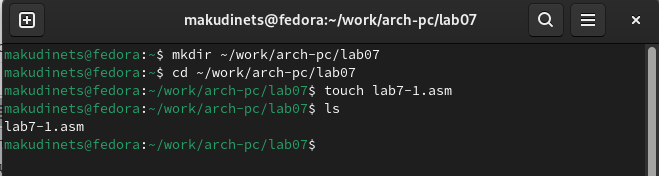 makudinets@fedora:~/work/arch-pc/lab07
makudinets@fedora:~$ mkdir ~/work/arch-pc/lab07
makudinets@fedora:~$ cd ~/work/arch-pc/lab07
makudinets@fedora:~/work/arch-pc/lab07$ touch lab7-1.asm
makudinets@fedora:~/work/arch-pc/lab07$ ls
lab7-1.asm
makudinets@fedora:~/work/arch-pc/lab07$